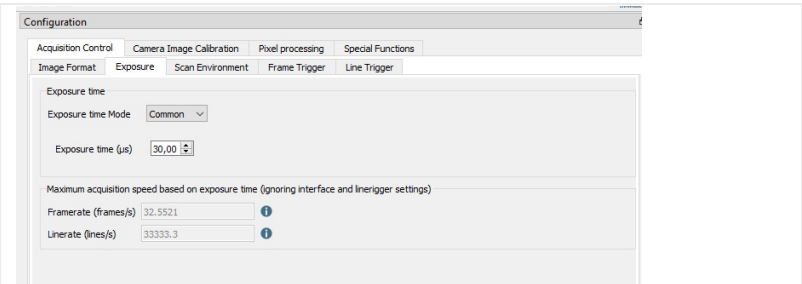 Configuration
Acquisition Control Camera Image Calibration Pixel processing Special Functions
Image Format Exposure Scan Environment Frame Trigger Line Trigger
Exposure time
Exposure time Mode Common
Exposure time (µs) 30,00
Maximum acquisition speed based on exposure time (ignoring interface and linerigger settings)
Framerate (frames/s) 32.5521
Linerate (lines/s) 33333.3